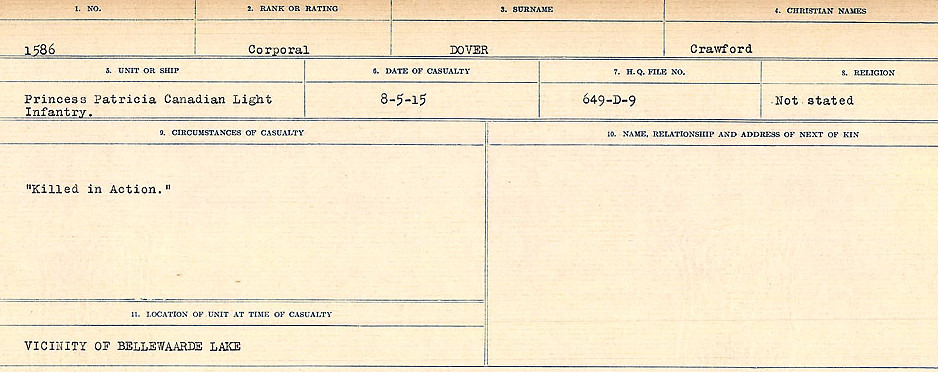 1. NO.
2. RANK OR RATING
3. SURNAME
4. CHRISTIAN NAMES
1586
Corporal
DOVER
Crawford
5. UNIT OR SHIP
6. DATE OF CASUALTY
7. H.Q. FILE NO.
8. RELIGION
Princess Patricia Canadian Light
Infantry.
8-5-15
649-D-9
Not stated
9. CIRCUMSTANCES OF CASUALTY
10. NAME, RELATIONSHIP AND ADDRESS OF NEXT OF KIN
"Killed in Action."
11. LOCATION OF UNIT AT TIME OF CASUALTY
VICINITY OF BELLEWAARDE LAKE